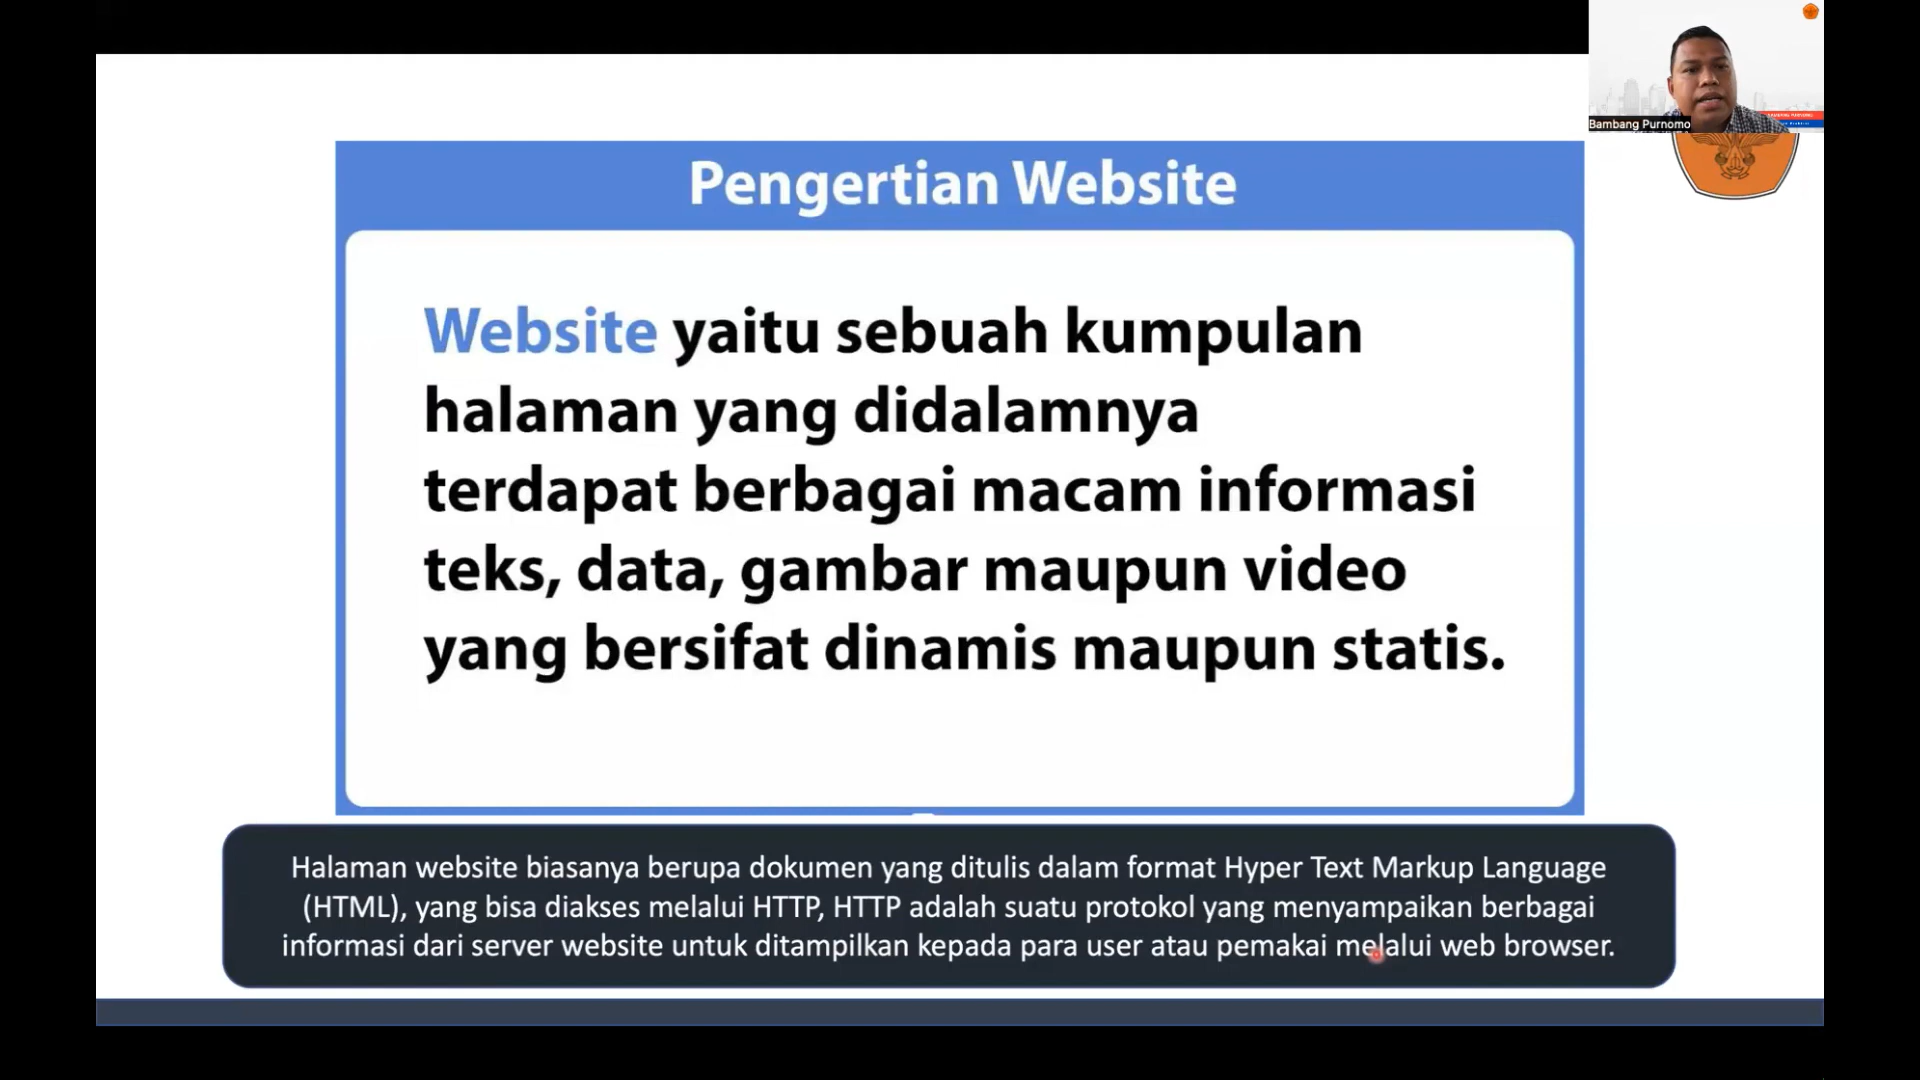 Bambang Purnomo
Pengertian Website
Website yaitu sebuah kumpulan
halaman yang didalamnya
terdapat berbagai macam informasi
teks, data, gambar maupun video
yang bersifat dinamis maupun statis.
Halaman website biasanya berupa dokumen yang ditulis dalam format Hyper Text Markup Language
(HTML), yang bisa diakses melalui HTTP, HTTP adalah suatu protokol yang menyampaikan berbagai
informasi dari server website untuk ditampilkan kepada para user atau pemakai melalui web browser.